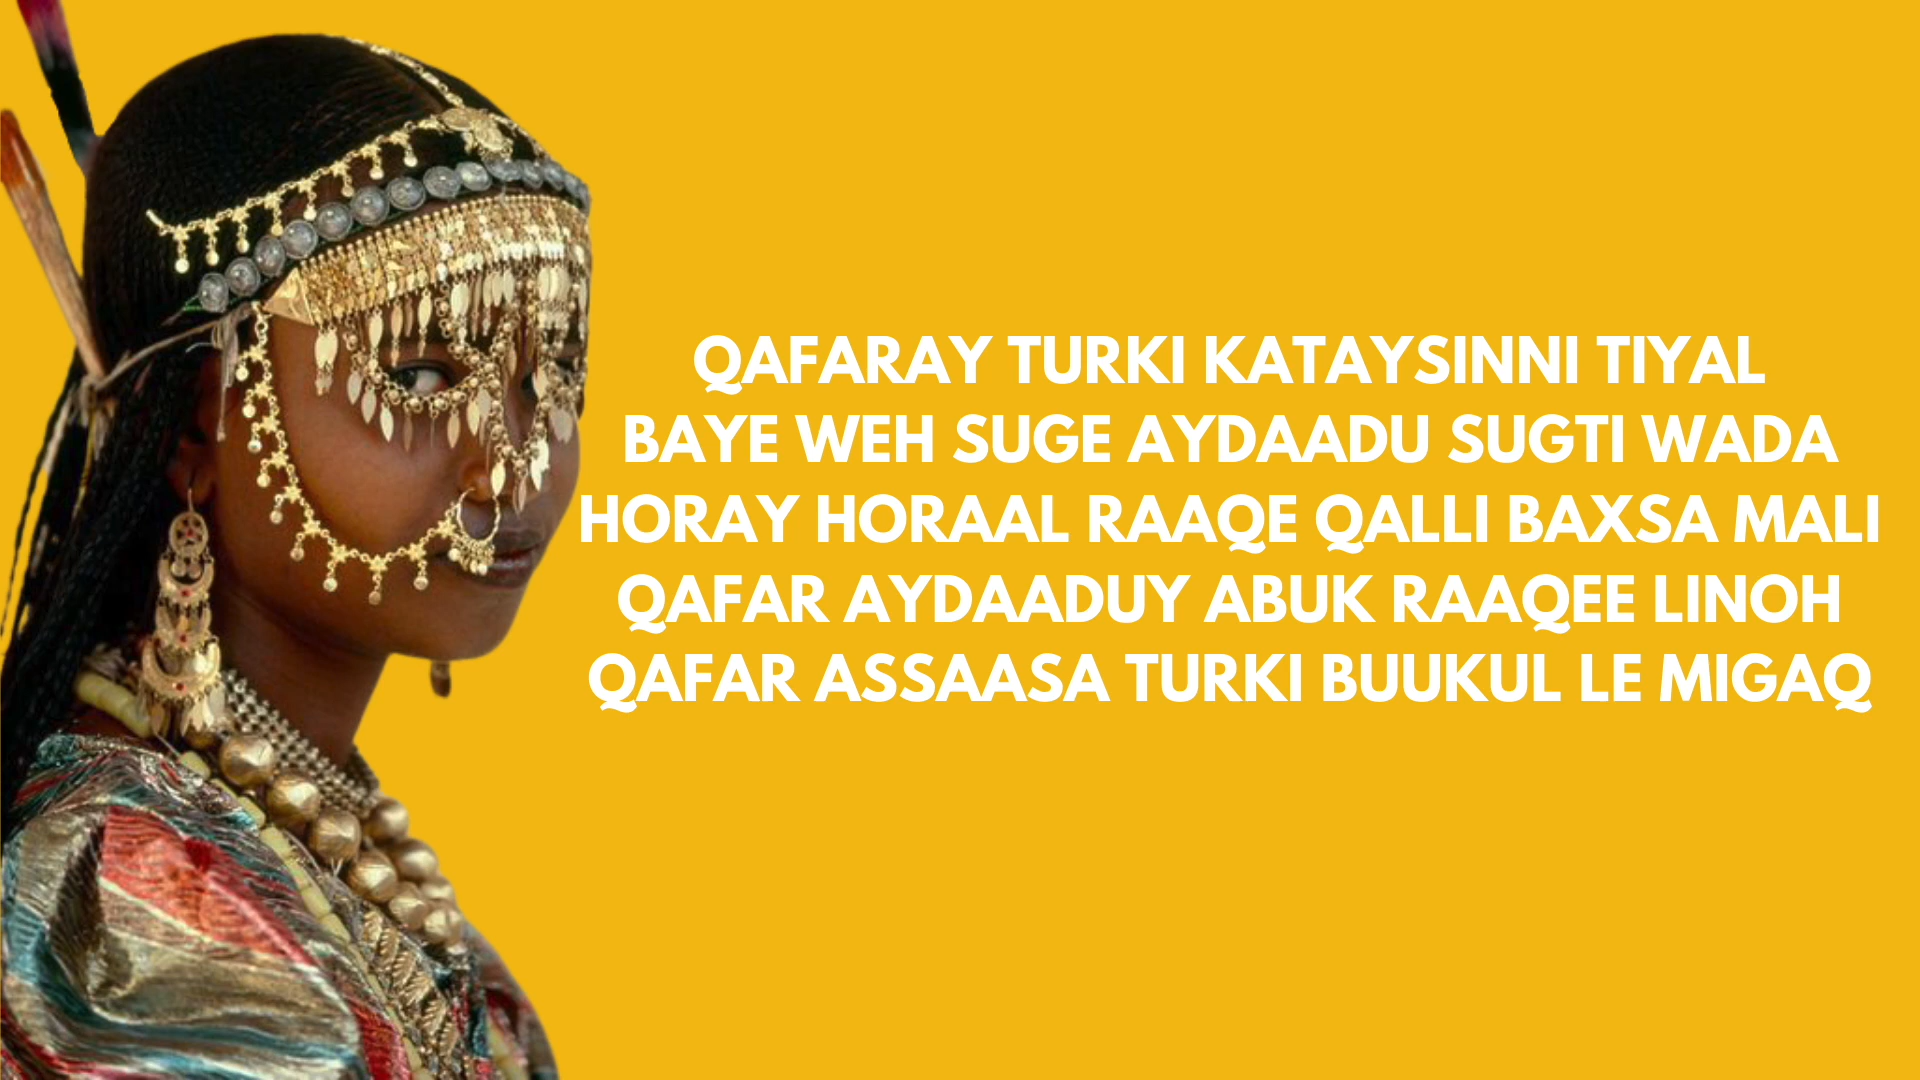 QAFARAY TURKI KATAYSINNI TIYAL
BAYE WEH SUGE AYDAADU SUGTI WADA
HORAY HORAAL RAAQE QALLI BAXSA MALI
QAFAR AYDAADUY ABUK RAAQEE LINOH
QAFAR ASSAASA TURKI BUUKUL LE MIGAQ